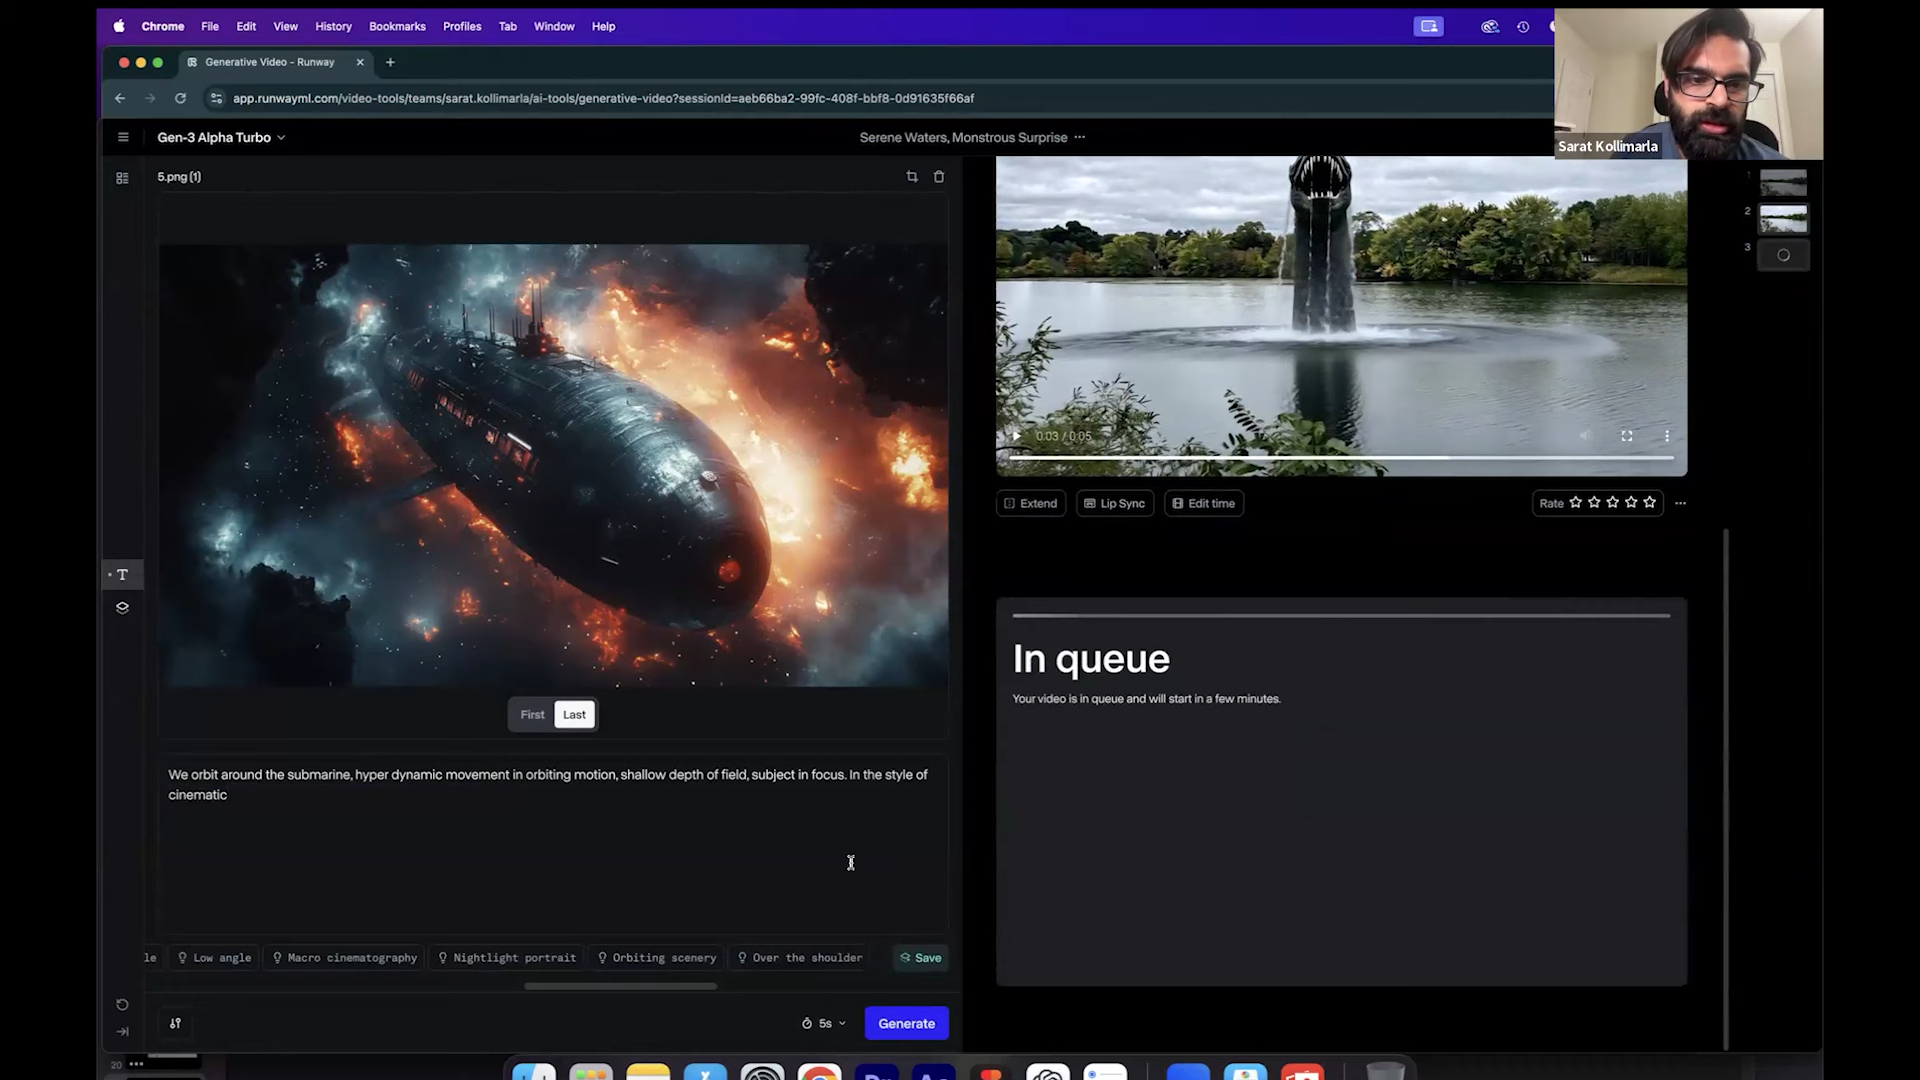 Chrome File Edit View History Bookmarks Profiles Tab Window Help
Generative Video - Runway
app.runwayml.com/video-tools/teams/sarat.kollimarla/ai-tools/generative-video?sessionId=aeb66ba2-99fc-408f-bbf8-0d91635f66af
Sarat Kollimarla
Gen-3 Alpha Turbo
Serene Waters, Monstrous Surprise
5.png (1)
First Last
We orbit around the submarine, hyper dynamic movement in orbiting motion, shallow depth of field, subject in focus. In the style of
cinematic
le Low angle Macro cinematography Nightlight portrait Orbiting scenery Over the shoulder Save
5s Generate
1
2
3
0:03 / 0:05
Extend Lip Sync Edit time Rate
In queue
Your video is in queue and will start in a few minutes.
T
20